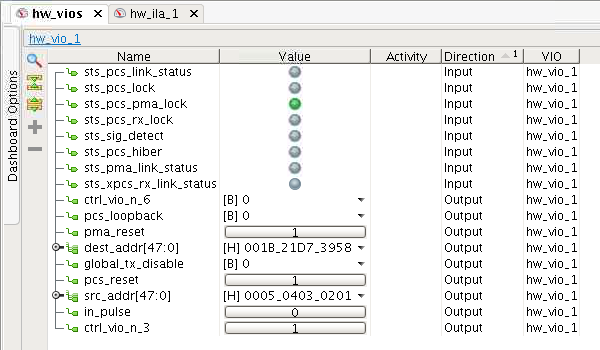 hw_vios × hw_ila_1 ×
hw_vio_1
Dashboard Options
Name Value Activity Direction 1 VIO
sts_pcs_link_status Input hw_vio_1
sts_pcs_lock Input hw_vio_1
sts_pcs_pma_lock Input hw_vio_1
sts_pcs_rx_lock Input hw_vio_1
sts_sig_detect Input hw_vio_1
sts_pcs_hiber Input hw_vio_1
sts_pma_link_status Input hw_vio_1
sts_xpcs_rx_link_status Input hw_vio_1
ctrl_vio_n_6 [B] 0 Output hw_vio_1
pcs_loopback [B] 0 Output hw_vio_1
pma_reset 1 Output hw_vio_1
dest_addr[47:0] [H] 001B_21D7_3958 Output hw_vio_1
global_tx_disable [B] 0 Output hw_vio_1
pcs_reset 1 Output hw_vio_1
src_addr[47:0] [H] 0005_0403_0201 Output hw_vio_1
in_pulse 0 Output hw_vio_1
ctrl_vio_n_3 1 Output hw_vio_1